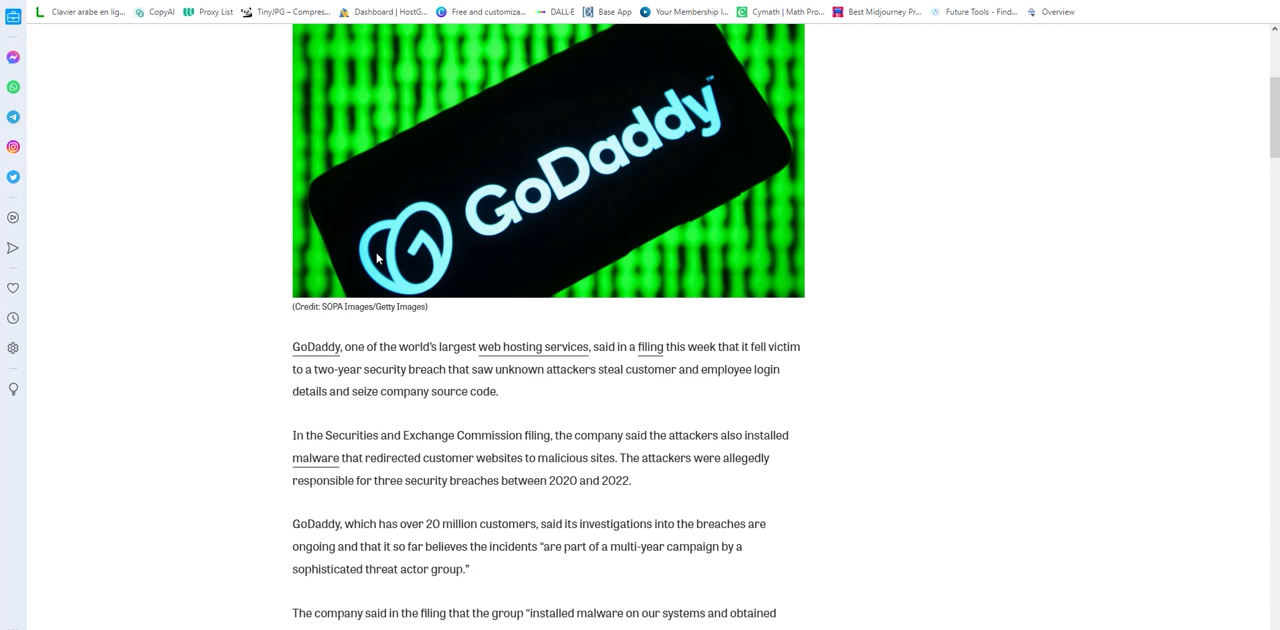 Clavier arabe en lig... CopyAI Proxy List TinyJPG – Compres... Dashboard | HostG... Free and customiza... DALL·E Base App Your Membership I... Cymath | Math Pro... Best Midjourney Pr... Future Tools - Find... Overview
GoDaddy™
(Credit: SOPA Images/Getty Images)
GoDaddy, one of the world's largest web hosting services, said in a filing this week that it fell victim
to a two-year security breach that saw unknown attackers steal customer and employee login
details and seize company source code.
In the Securities and Exchange Commission filing, the company said the attackers also installed
malware that redirected customer websites to malicious sites. The attackers were allegedly
responsible for three security breaches between 2020 and 2022.
GoDaddy, which has over 20 million customers, said its investigations into the breaches are
ongoing and that it so far believes the incidents “are part of a multi-year campaign by a
sophisticated threat actor group.”
The company said in the filing that the group “installed malware on our systems and obtained